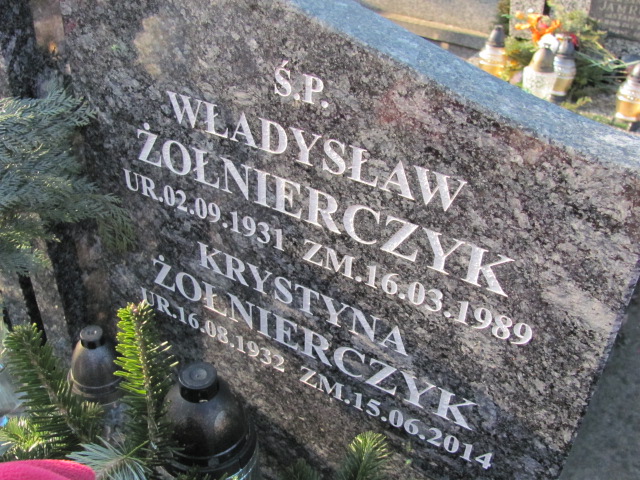 Ś.P.
WŁADYSŁAW
ŻOŁNIERCZYK
UR.02.09.1931 ZM.16.03.1989
KRYSTYNA
ŻOŁNIERCZYK
UR.16.08.1932 ZM.15.06.2014